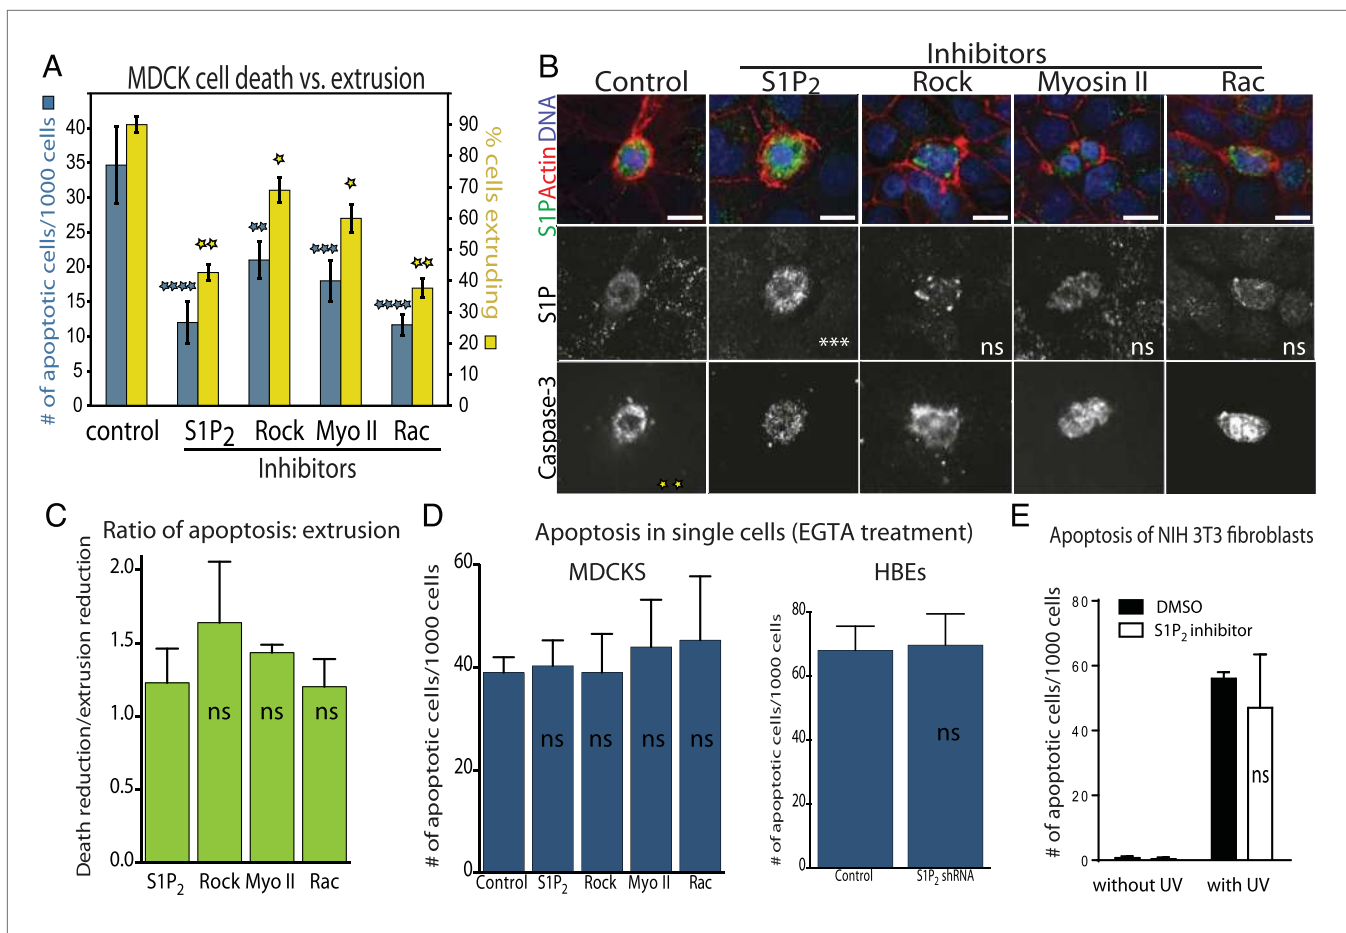 A
MDCK cell death vs. extrusion
# of apoptotic cells/1000 cells
40
35
30
25
20
15
10
5
0
90
80
70
60
50
40
30
20
10
0
% cells extruding
control
S1P2
Rock
Myo II
Rac
Inhibitors
B
Inhibitors
Control
S1P2
Rock
Myosin II
Rac
S1PActin DNA
S1P
***
ns
ns
ns
Caspase-3
C
Ratio of apoptosis: extrusion
Death reduction/extrusion reduction
2.0
1.5
1.0
0.5
0.0
ns
ns
ns
S1P2
Rock
Myo II
Rac
D
Apoptosis in single cells (EGTA treatment)
MDCKS
# of apoptotic cells/1000 cells
60
40
20
0
ns
ns
ns
ns
Control
S1P2
Rock
Myo II
Rac
HBEs
# of apoptotic cells/1000 cells
80
60
40
20
0
ns
Control
S1P2 shRNA
E
Apoptosis of NIH 3T3 fibroblasts
# of apoptotic cells/1000 cells
80
60
40
20
0
DMSO
S1P2 inhibitor
ns
without UV
with UV